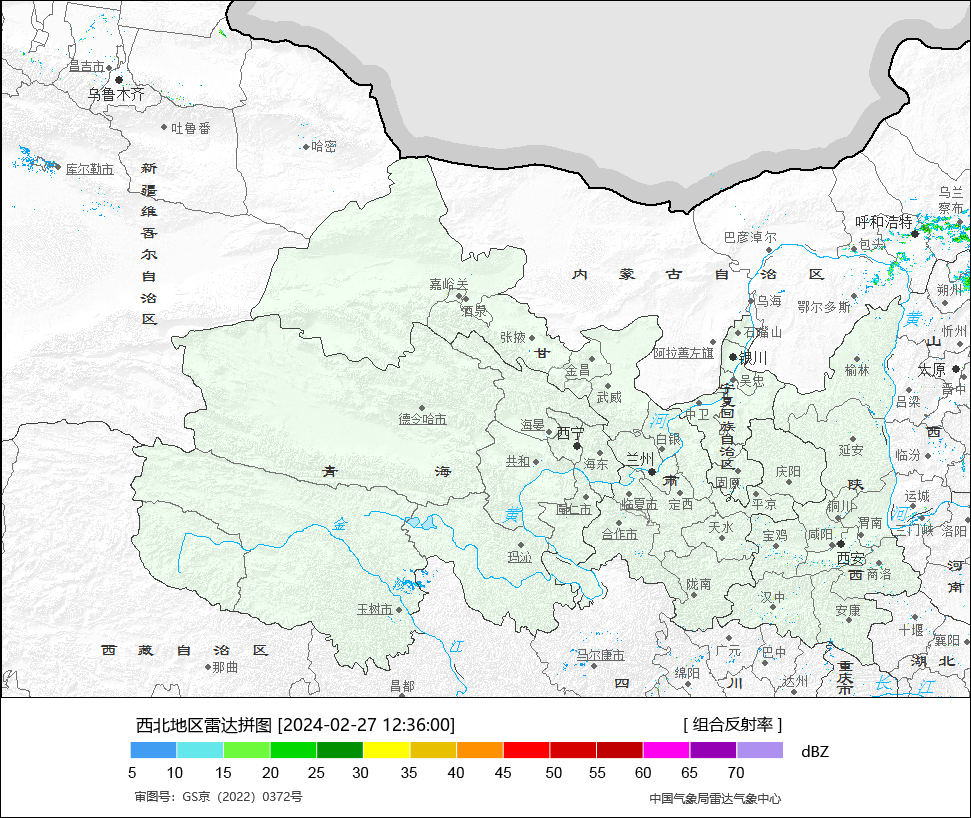 昌吉市
乌鲁木齐
吐鲁番
哈密
库尔勒市
新疆维吾尔自治区
乌兰察布
呼和浩特
包头
巴彦淖尔
内蒙古自治区
嘉峪关
酒泉
乌海
鄂尔多斯
朔州
黄
忻州
张掖
甘
石嘴山
山
阿拉善左旗
银川
金昌
榆林
太原
吴忠
晋中
武威
宁夏回族自治区
吕梁
德令哈市
海晏
西宁
河
中卫
白银
西
延安
临汾
共和
海东
兰州
青海
肃
固原
庆阳
陕
循仁市
临夏市
定西
平凉
铜川
运城
黄
金
合作市
天水
宝鸡
咸阳
渭南
河
三门峡
洛阳
玛沁
西安
西
商洛
河南
陇南
玉树市
汉中
安康
十堰
江
西藏自治区
那曲
马尔康市
广元
巴中
襄阳
昌都
四川
绵阳
达州
重庆市
湖北
长江
西北地区雷达拼图 [2024-02-27 12:36:00]
[ 组合反射率 ]
dBZ
5 10 15 20 25 30 35 40 45 50 55 60 65 70
审图号：GS京（2022）0372号
中国气象局雷达气象中心